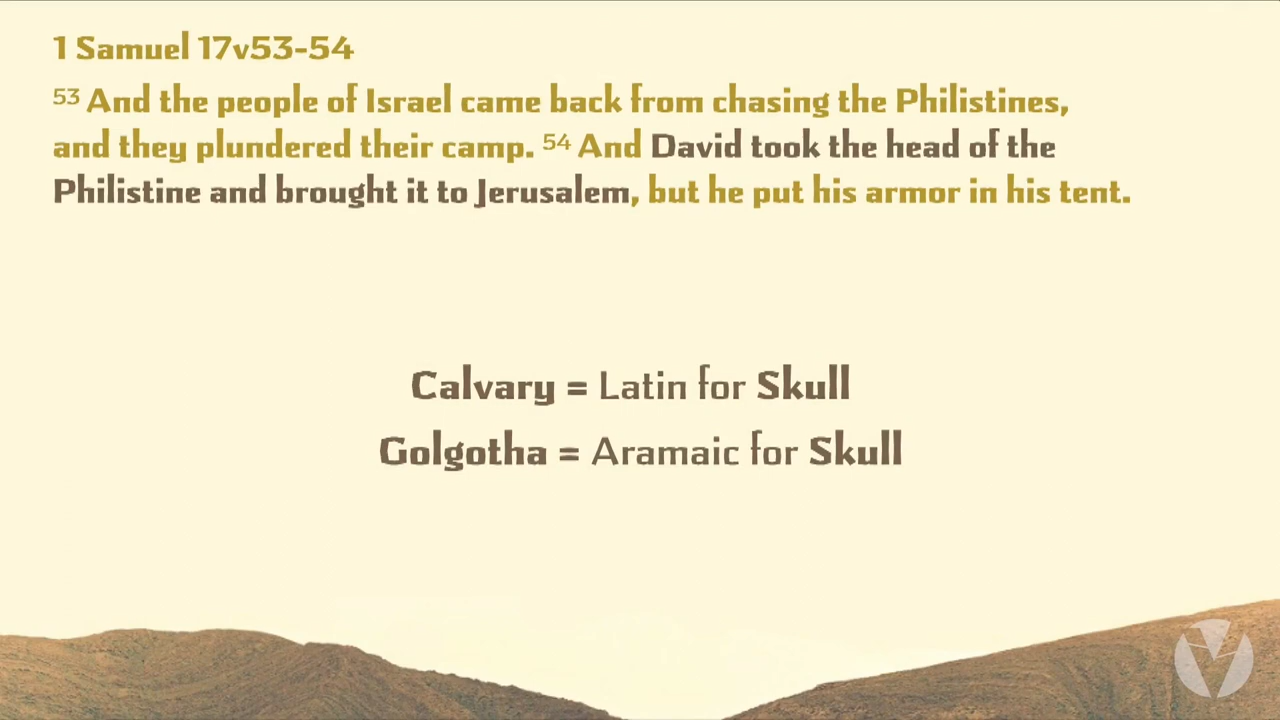 1 Samuel 17v53-54
53 And the people of Israel came back from chasing the Philistines,
and they plundered their camp. 54 And David took the head of the
Philistine and brought it to Jerusalem, but he put his armor in his tent.
Calvary = Latin for Skull
Golgotha = Aramaic for Skull